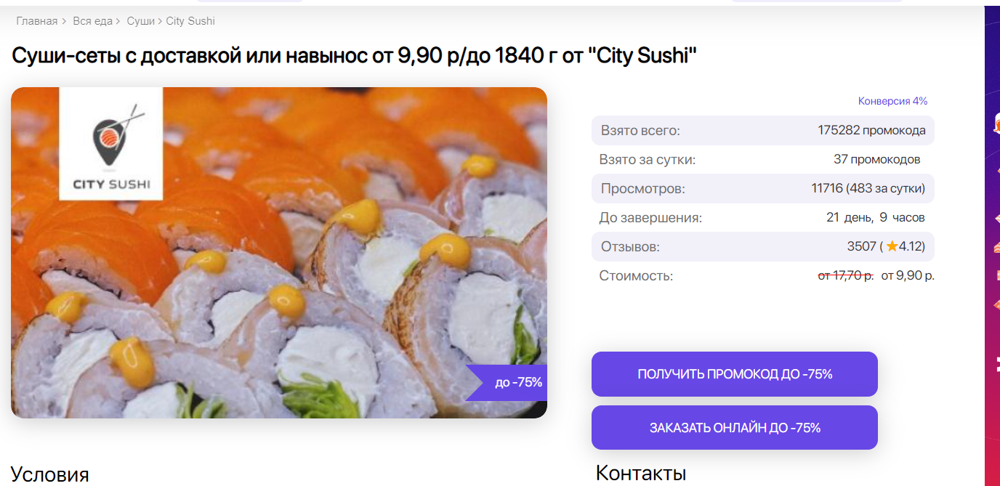 Главная > Вся еда > Суши > City Sushi
Суши-сеты с доставкой или навынос от 9,90 р/до 1840 г от "City Sushi"
CITY SUSHI
до -75%
Конверсия 4%
Взято всего: 175282 промокода
Взято за сутки: 37 промокодов
Просмотров: 11716 (483 за сутки)
До завершения: 21 день, 9 часов
Отзывов: 3507 (★4.12)
Стоимость: от 17,70 р. от 9,90 р.
ПОЛУЧИТЬ ПРОМОКОД ДО -75%
ЗАКАЗАТЬ ОНЛАЙН ДО -75%
Условия
Контакты